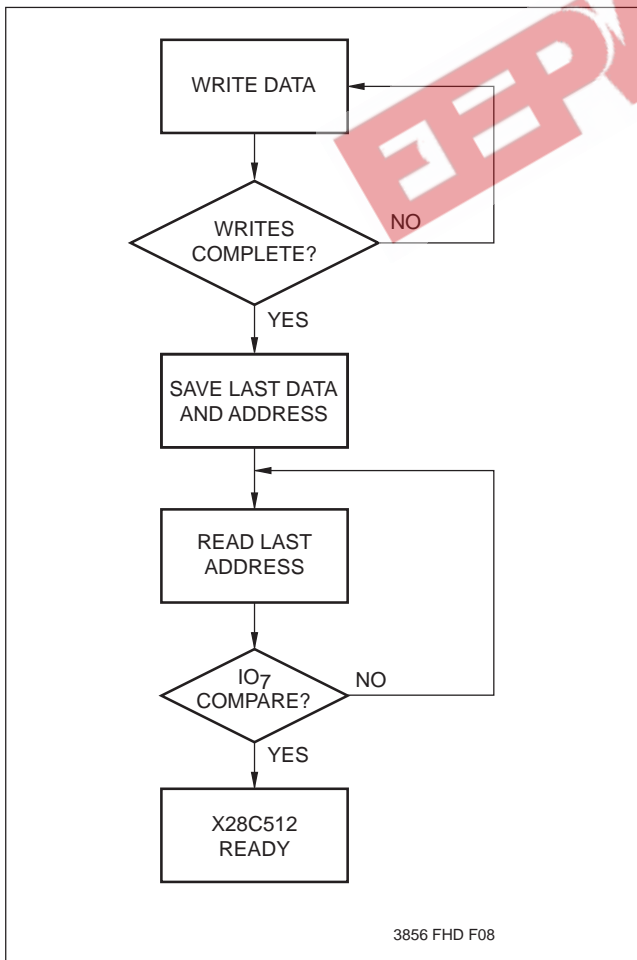 WRITE DATA
WRITES
COMPLETE?
NO
YES
SAVE LAST DATA
AND ADDRESS
READ LAST
ADDRESS
IO7
COMPARE?
NO
YES
X28C512
READY
3856 FHD F08